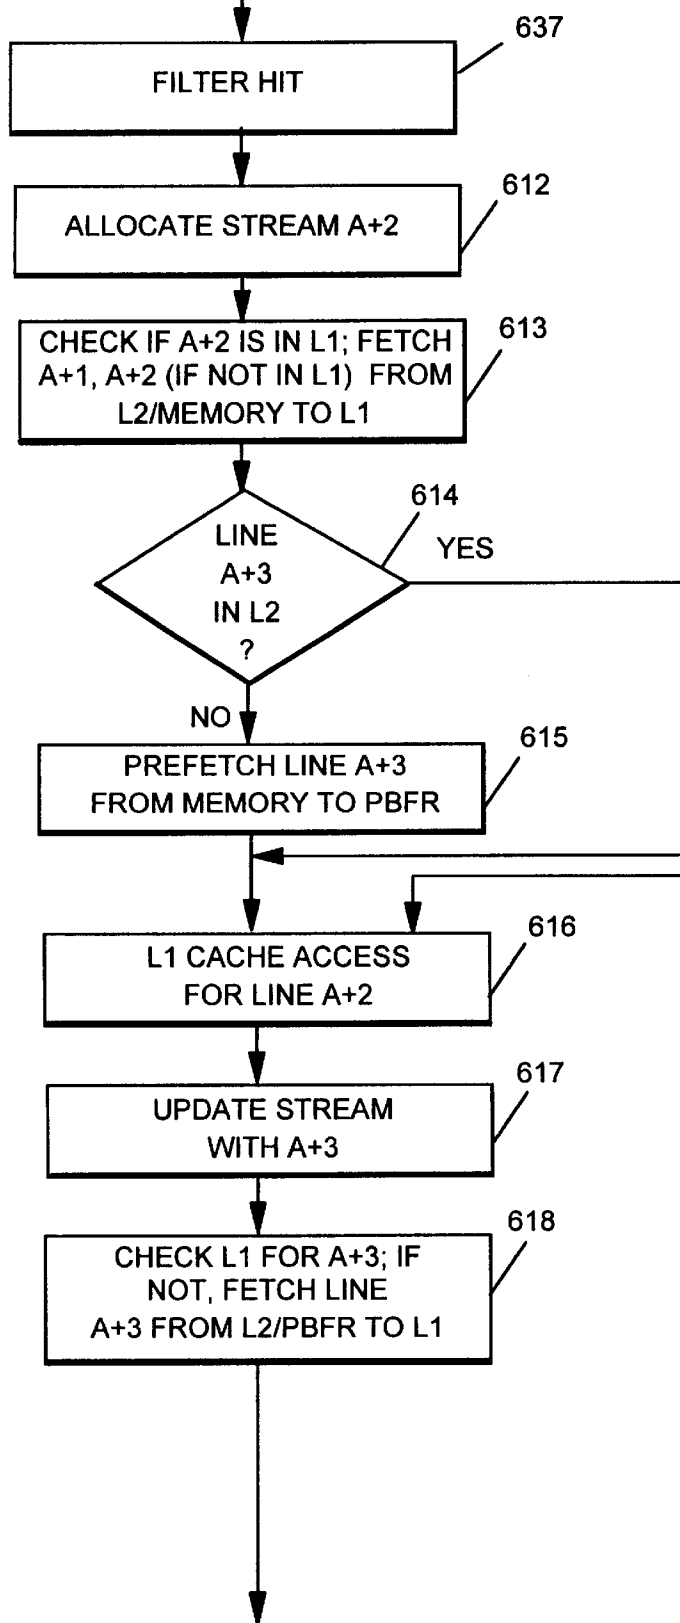 637
FILTER HIT
612
ALLOCATE STREAM A+2
613
CHECK IF A+2 IS IN L1; FETCH
A+1, A+2 (IF NOT IN L1) FROM
L2/MEMORY TO L1
614
YES
LINE
A+3
IN L2
?
NO
615
PREFETCH LINE A+3
FROM MEMORY TO PBFR
616
L1 CACHE ACCESS
FOR LINE A+2
617
UPDATE STREAM
WITH A+3
618
CHECK L1 FOR A+3; IF
NOT, FETCH LINE
A+3 FROM L2/PBFR TO L1